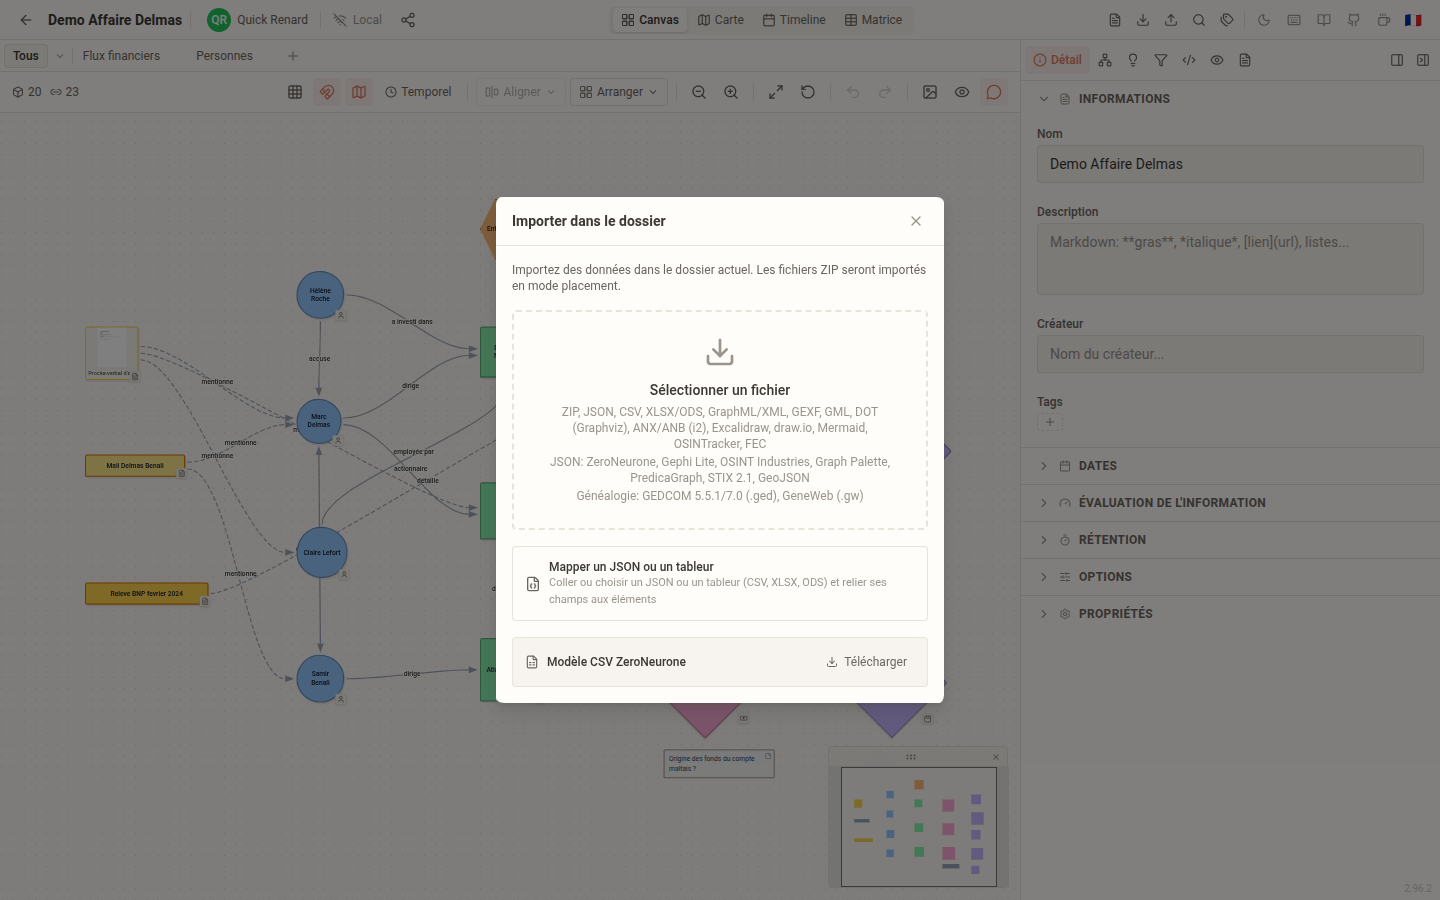 Demo Affaire Delmas
QR Quick Renard
Local
Canvas
Carte
Timeline
Matrice
Tous
Flux financiers
Personnes
20
23
Temporel
Aligner
Arranger
Détail
INFORMATIONS
Nom
Demo Affaire Delmas
Description
Markdown: **gras**, *italique*, [lien](url), listes...
Créateur
Nom du créateur...
Tags
DATES
ÉVALUATION DE L'INFORMATION
RÉTENTION
OPTIONS
PROPRIÉTÉS
2.96.2
Importer dans le dossier
Importez des données dans le dossier actuel. Les fichiers ZIP seront importés
en mode placement.
Sélectionner un fichier
ZIP, JSON, CSV, XLSX/ODS, GraphML/XML, GEXF, GML, DOT
(Graphviz), ANX/ANB (i2), Excalidraw, draw.io, Mermaid,
OSINTracker, FEC
JSON: ZeroNeurone, Gephi Lite, OSINT Industries, Graph Palette,
PredicaGraph, STIX 2.1, GeoJSON
Généalogie: GEDCOM 5.5.1/7.0 (.ged), GeneWeb (.gw)
Mapper un JSON ou un tableur
Coller ou choisir un JSON ou un tableur (CSV, XLSX, ODS) et relier ses
champs aux éléments
Modèle CSV ZeroNeurone
Télécharger
Hélène
Roche
a investi dans
accuse
Procès-verbal
mentionne
dirige
Marc
Delmas
mentionne
mentionne
Mail Delmas Benali
employée par
actionnaire
détaille
Claire Lefort
mentionne
Releve BNP fevrier 2024
Samir
Benali
dirige
Origine des fonds du compte
maltais ?